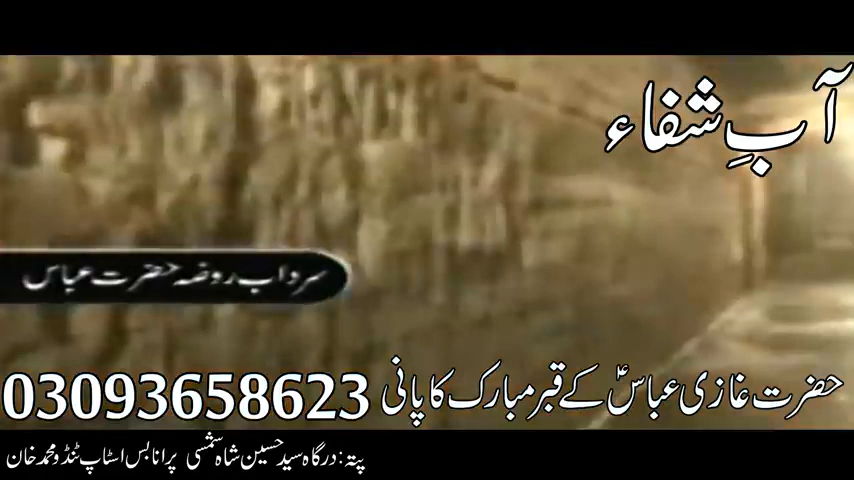 آبِ شفاء
سرداب روضہ حضرت عباس
حضرت غازی عباسؑ کے قبر مبارک کا پانی 03093658623
پتہ: درگاہ سید حسین شاہ شمسی پرانا بس اسٹاپ ٹنڈو محمد خان